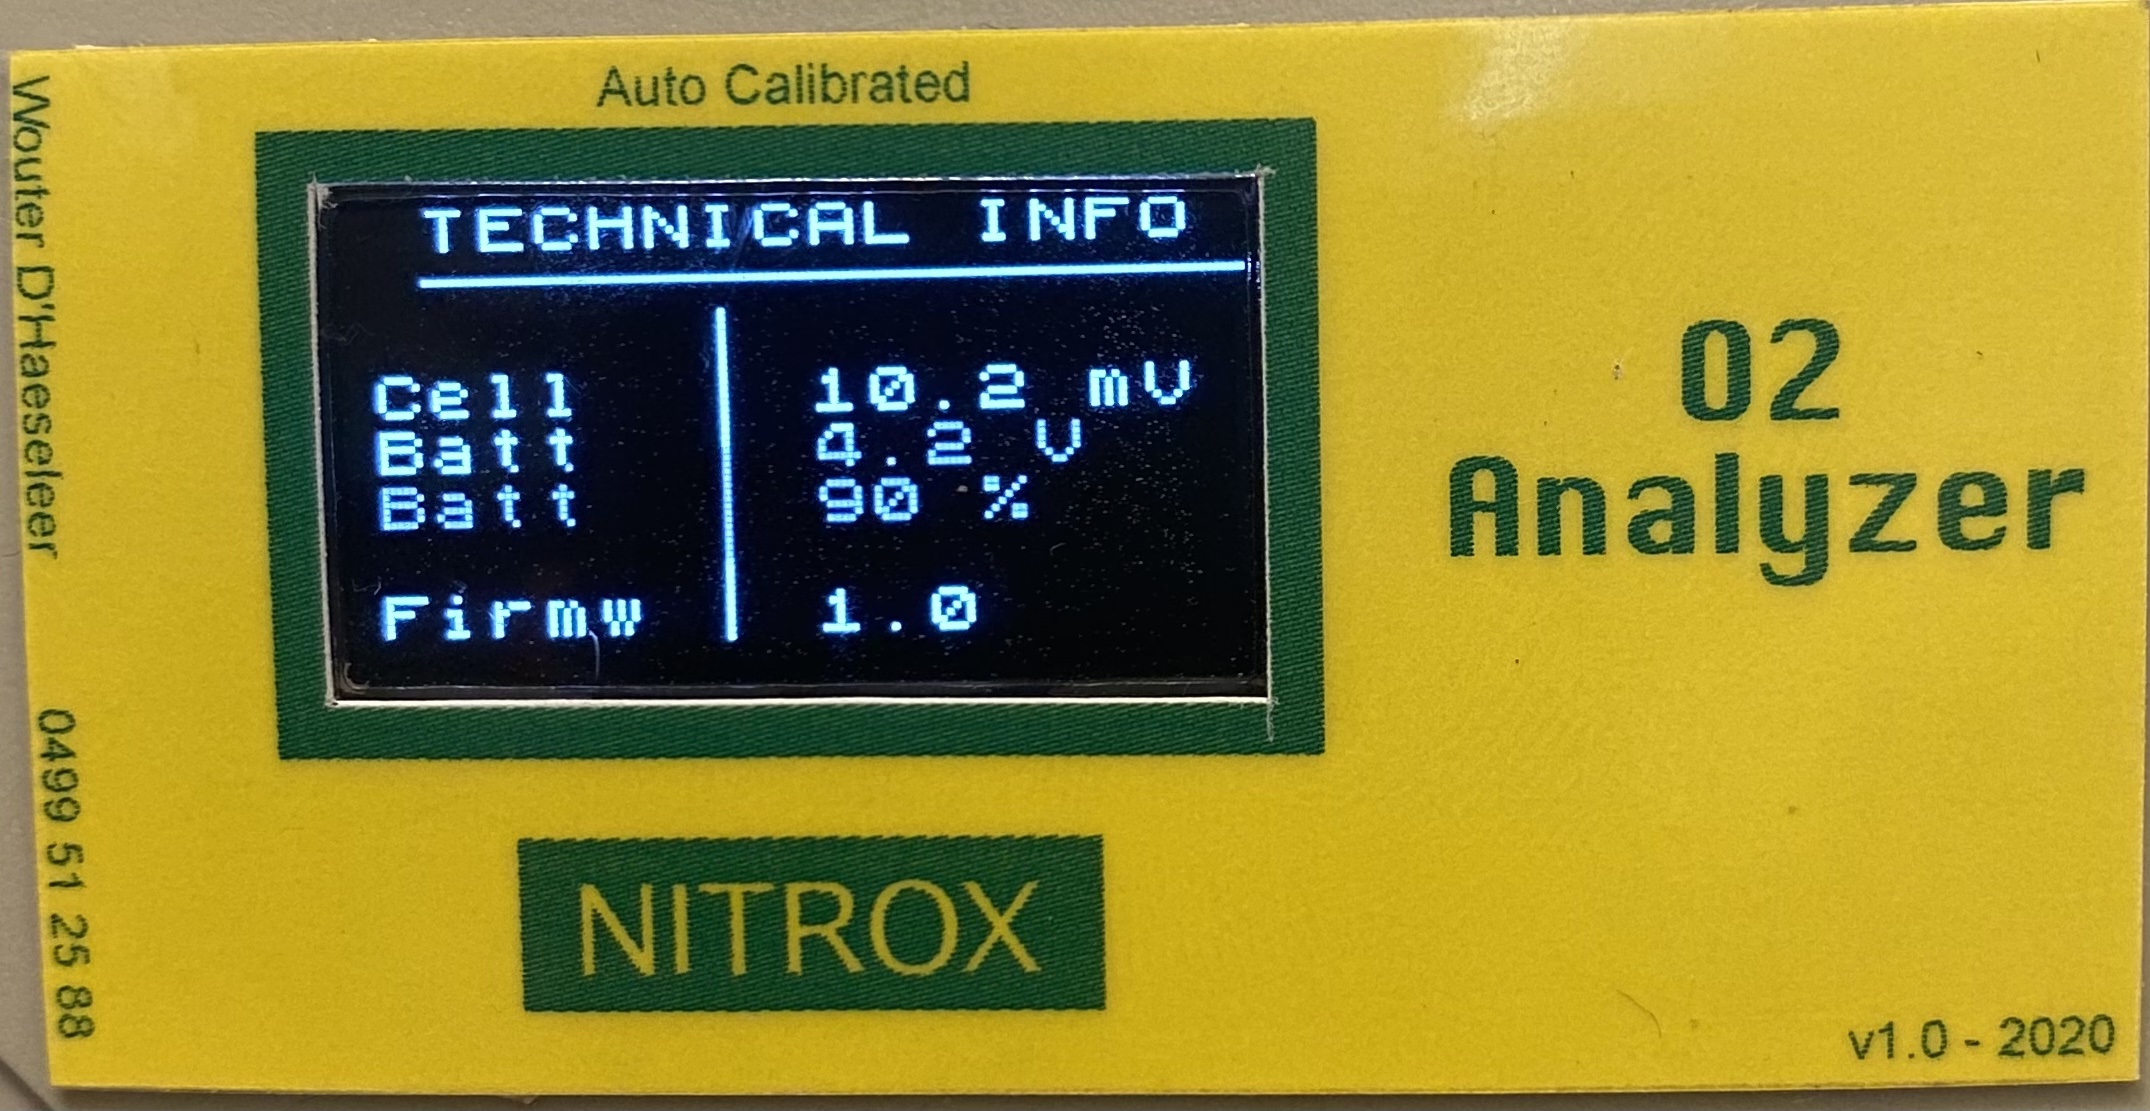 Auto Calibrated
TECHNICAL INFO
Cell 10.2 mV
Batt 4.2 V
Batt 90 %
Firmw 1.0
O2
Analyzer
NITROX
v1.0 - 2020
Wouter D'Haeseleer 0499 51 25 88